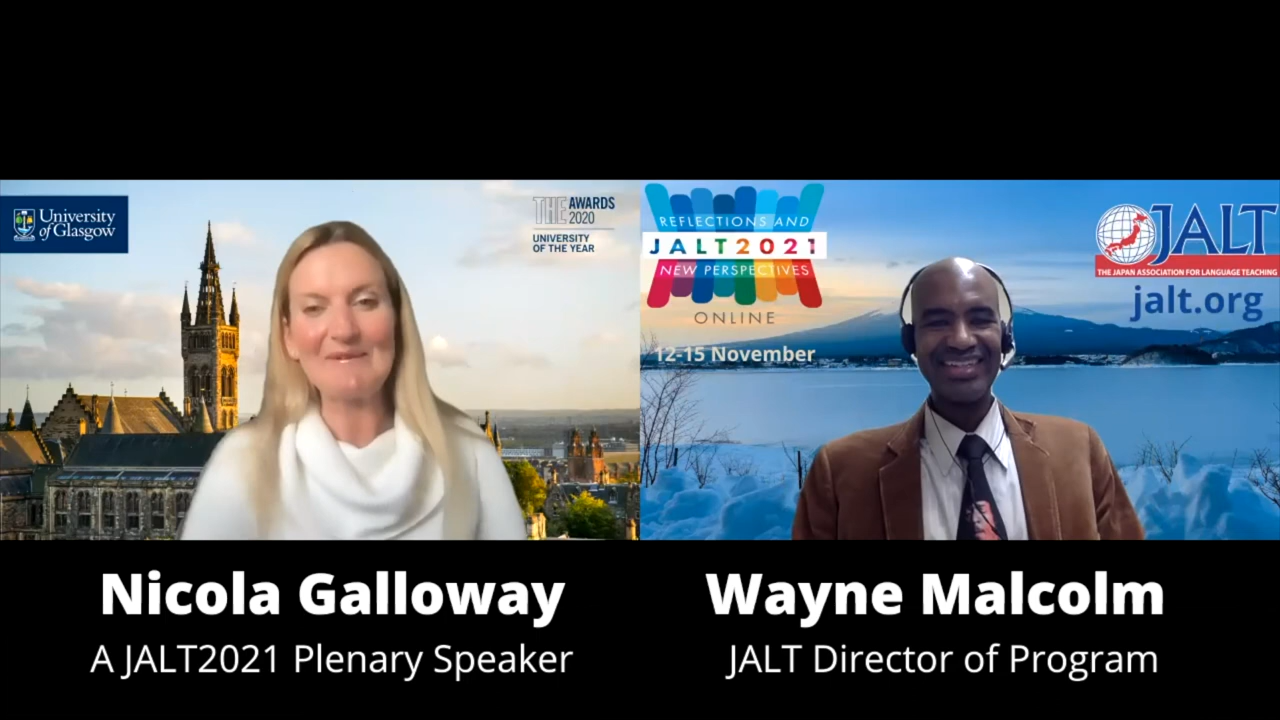 University
of Glasgow
THE AWARDS
2020
UNIVERSITY
OF THE YEAR
REFLECTIONS AND
JALT2021
NEW PERSPECTIVES
ONLINE
12-15 November
JALT
THE JAPAN ASSOCIATION FOR LANGUAGE TEACHING
jalt.org
Nicola Galloway
A JALT2021 Plenary Speaker
Wayne Malcolm
JALT Director of Program